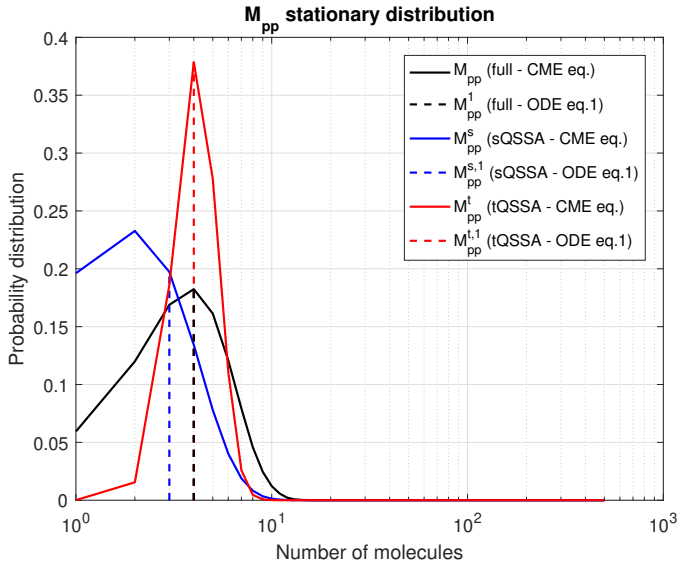 M_pp stationary distribution
Probability distribution
0.4
0.35
0.3
0.25
0.2
0.15
0.1
0.05
0
M_pp (full - CME eq.)
M_pp^1 (full - ODE eq.1)
M_pp^s (sQSSA - CME eq.)
M_pp^s,1 (sQSSA - ODE eq.1)
M_pp^t (tQSSA - CME eq.)
M_pp^t,1 (tQSSA - ODE eq.1)
10^0
10^1
10^2
10^3
Number of molecules